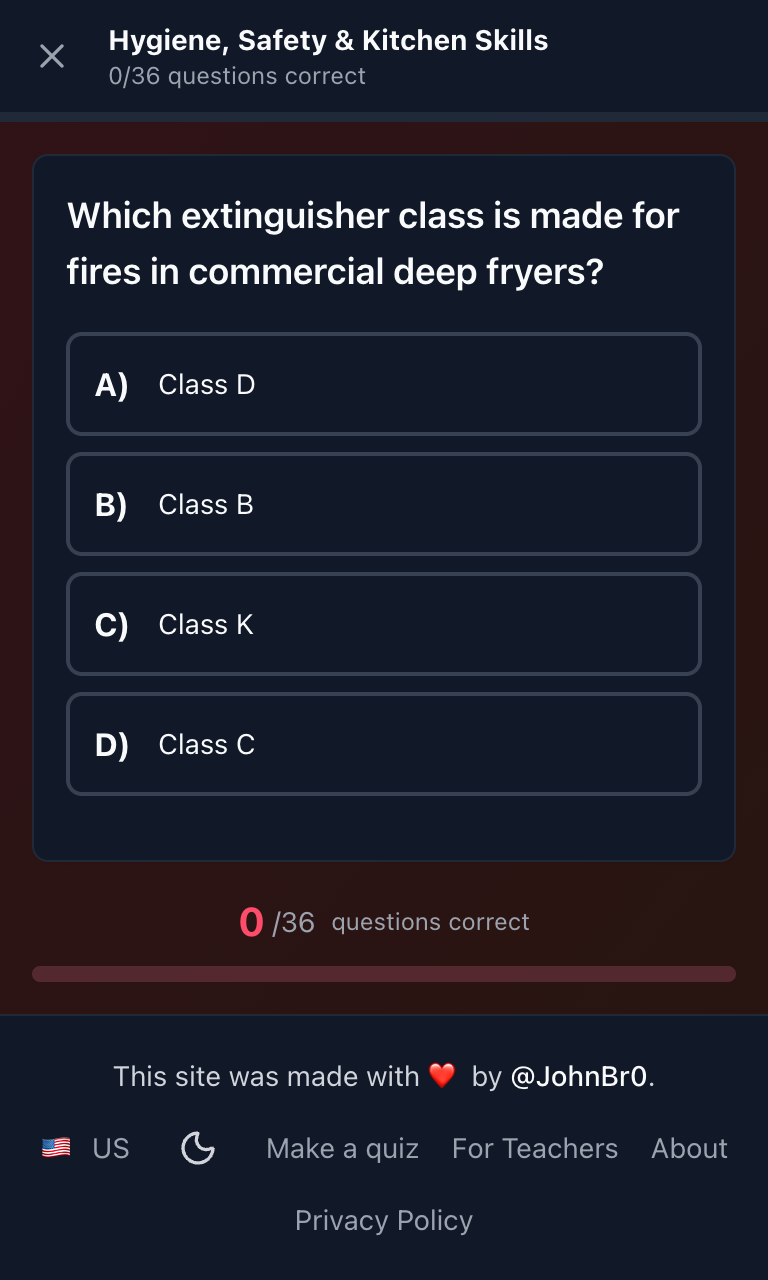 Hygiene, Safety & Kitchen Skills
0/36 questions correct
Which extinguisher class is made for
fires in commercial deep fryers?
A) Class D
B) Class B
C) Class K
D) Class C
0 /36 questions correct
This site was made with ❤️ by @JohnBr0.
🇺🇸 US Make a quiz For Teachers About
Privacy Policy